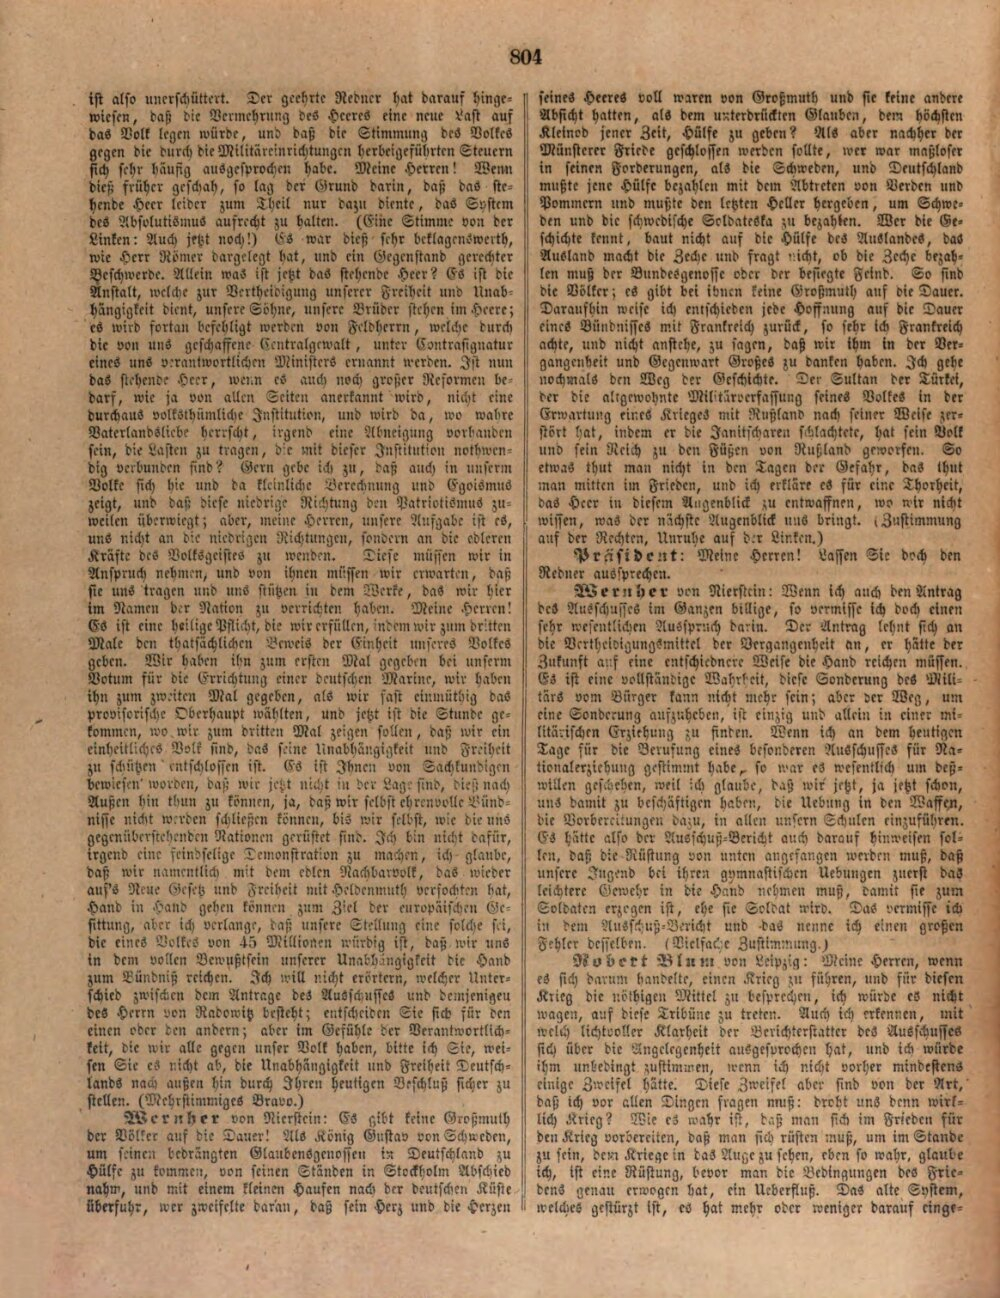 804
ist also unerschüttert. Der geehrte Redner hat darauf hinge-
wiesen, daß die Vermehrung des Heeres eine neue Last auf
das Volk legen würde, und daß die Stimmung des Volkes
gegen die durch die Militäreinrichtungen herbeigeführten Steuern
sich sehr häufig ausgesprochen habe. Meine Herren! Wenn
dieß früher geschah, so lag der Grund darin, daß das ste-
hende Heer leider zum Theil nur dazu diente, das System
des Absolutismus aufrecht zu halten. (Eine Stimme von der
Linken: Auch jetzt noch!) Es war dieß sehr beklagenswerth,
wie Herr Römer dargelegt hat, und ein Gegenstand gerechter
Beschwerde. Allein was ist jetzt das stehende Heer? Es ist die
Anstalt, welche zur Vertheidigung unserer Freiheit und Unab-
hängigkeit dient, unsere Söhne, unsere Brüder stehen im Heere;
es wird fortan befehligt werden von Feldherrn, welche durch
die von uns geschaffene Centralgewalt, unter Contrasignatur
eines uns verantwortlichen Ministers ernannt werden. Ist nun
das stehende Heer, wenn es auch noch großer Reformen be-
darf, wie ja von allen Seiten anerkannt wird, nicht eine
durchaus volksthümliche Institution, und wird da, wo wahre
Vaterlandsliebe herrscht, irgend eine Abneigung vorhanden
sein, die Lasten zu tragen, die mit dieser Institution nothwen-
dig verbunden sind? Gern gebe ich zu, daß auch in unserm
Volke sich hie und da kleinliche Berechnung und Egoismus
zeigt, und daß diese niedrige Richtung den Patriotismus zu-
weilen überwiegt; aber, meine Herren, unsere Aufgabe ist es,
uns nicht an die niedrigen Richtungen, sondern an die edleren
Kräfte des Volksgeistes zu wenden. Diese müssen wir in
Anspruch nehmen, und von ihnen müssen wir erwarten, daß
sie uns tragen und uns stützen in dem Werke, das wir hier
im Namen der Nation zu verrichten haben. Meine Herren!
Es ist eine heilige Pflicht, die wir erfüllen, indem wir zum dritten
Male den thatsächlichen Beweis der Einheit unseres Volkes
geben. Wir haben ihn zum ersten Mal gegeben bei unserm
Votum für die Errichtung einer deutschen Marine, wir haben
ihn zum zweiten Mal gegeben, als wir fast einmüthig das
provisorische Oberhaupt wählten, und jetzt ist die Stunde ge-
kommen, wo wir zum dritten Mal zeigen sollen, daß wir ein
einheitliches Volk sind, das seine Unabhängigkeit und Freiheit
zu schützen entschlossen ist. Es ist Ihnen von Sachkundigen
bewiesen worden, daß wir jetzt nicht in der Lage sind, dieß nach
Außen hin thun zu können, ja, daß wir selbst ehrenvolle Bünd-
nisse nicht werden schließen können, bis wir selbst, wie die uns
gegenüberstehenden Nationen gerüstet sind. Ich bin nicht dafür,
irgend eine feindselige Demonstration zu machen, ich glaube,
daß wir namentlich mit dem edlen Nachbarvolk, das wieder
auf's Neue Gesetz und Freiheit mit Heldenmuth verfochten hat,
Hand in Hand gehen können zum Ziel der europäischen Ge-
sittung, aber ich verlange, daß unsere Stellung eine solche sei,
die eines Volkes von 45 Millionen würdig ist, daß wir uns
in dem vollen Bewußtsein unserer Unabhängigkeit die Hand
zum Bündniß reichen. Ich will nicht erörtern, welcher Unter-
schied zwischen dem Antrage des Ausschusses und demjenigen
des Herrn von Radowitz besteht; entscheiden Sie sich für den
einen oder den andern; aber im Gefühle der Verantwortlich-
keit, die wir alle gegen unser Volk haben, bitte ich Sie, wei-
sen Sie es nicht ab, die Unabhängigkeit und Freiheit Deutsch-
lands nach außen hin durch Ihren heutigen Beschluß sicher zu
stellen. (Mehrstimmiges Bravo.)
Wernher von Nierstein: Es gibt keine Großmuth
der Völker auf die Dauer! Als König Gustav von Schweden,
um seinen bedrängten Glaubensgenossen in Deutschland zu
Hülfe zu kommen, von seinen Ständen in Stockholm Abschied
nahm, und mit einem kleinen Haufen nach der deutschen Küste
überfuhr, wer zweifelte daran, daß sein Herz und die Herzen
seines Heeres voll waren von Großmuth und sie keine andere
Absicht hatten, als dem unterdrückten Glauben, dem höchsten
Kleinod jener Zeit, Hülfe zu geben? Als aber nachher der
Münsterer Friede geschlossen werden sollte, wer war maßloser
in seinen Forderungen, als die Schweden, und Deutschland
mußte jene Hülfe bezahlen mit dem Abtreten von Verden und
Pommern und mußte den letzten Heller hergeben, um Schwe-
den und die schwedische Soldateska zu bezahlen. Wer die Ge-
schichte kennt, baut nicht auf die Hülfe des Auslandes, das
Ausland macht die Zeche und fragt nicht, ob die Zeche bezah-
len muß der Bundesgenosse oder der besiegte Feind. So sind
die Völker; es gibt bei ihnen keine Großmuth auf die Dauer.
Daraufhin weise ich entschieden jede Hoffnung auf die Dauer
eines Bündnisses mit Frankreich zurück, so sehr ich Frankreich
achte, und nicht anstehe, zu sagen, daß wir ihm in der Ver-
gangenheit und Gegenwart Großes zu danken haben. Ich gehe
nochmals den Weg der Geschichte. Der Sultan der Türkei,
der die altgewohnte Militärverfassung seines Volkes in der
Erwartung eines Krieges mit Rußland nach seiner Weise zer-
stört hat, indem er die Janitscharen schlachtete, hat sein Volk
und sein Reich zu den Füßen von Rußland geworfen. So
etwas thut man nicht in den Tagen der Gefahr, das thut
man mitten im Frieden, und ich erkläre es für eine Thorheit,
das Heer in diesem Augenblick zu entwaffnen, wo wir nicht
wissen, was der nächste Augenblick uns bringt. (Zustimmung
auf der Rechten, Unruhe auf der Linken.)
Präsident: Meine Herren! Lassen Sie doch den
Redner aussprechen.
Wernher von Nierstein: Wenn ich auch den Antrag
des Ausschusses im Ganzen billige, so vermisse ich doch einen
sehr wesentlichen Ausspruch darin. Der Antrag lehnt sich an
die Vertheidigungsmittel der Vergangenheit an, er hätte der
Zukunft auf eine entschiednere Weise die Hand reichen müssen.
Es ist eine vollständige Wahrheit, diese Sonderung des Mili-
tärs vom Bürger kann nicht mehr sein; aber der Weg, um
eine Sonderung aufzuheben, ist einzig und allein in einer mi-
litärischen Erziehung zu finden. Wenn ich an dem heutigen
Tage für die Berufung eines besonderen Ausschusses für Na-
tionalerziehung gestimmt habe, so war es wesentlich um deß-
willen geschehen, weil ich glaube, daß wir jetzt, ja jetzt schon,
uns damit zu beschäftigen haben, die Uebung in den Waffen,
die Vorbereitungen dazu, in allen unsern Schulen einzuführen.
Es hätte also der Ausschuß-Bericht auch darauf hinweisen sol-
len, daß die Rüstung von unten angefangen werden muß, daß
unsere Jugend bei ihren gymnastischen Uebungen zuerst das
leichtere Gewehr in die Hand nehmen muß, damit sie zum
Soldaten erzogen ist, ehe sie Soldat wird. Das vermisse ich
in dem Ausschuß-Bericht und das nenne ich einen großen
Fehler desselben. (Vielfache Zustimmung.)
Robert Blum von Leipzig: Meine Herren, wenn
es sich darum handelte, einen Krieg zu führen, und für diesen
Krieg die nöthigen Mittel zu besprechen, ich würde es nicht
wagen, auf diese Tribüne zu treten. Auch ich erkennen, mit
welch lichtvoller Klarheit der Berichterstatter des Ausschusses
sich über die Angelegenheit ausgesprochen hat, und ich würde
ihm unbedingt zustimmen, wenn ich nicht vorher mindestens
einige Zweifel hätte. Diese Zweifel aber sind von der Art,
daß ich vor allen Dingen fragen muß: droht uns denn wirk-
lich Krieg? Wie es wahr ist, daß man sich im Frieden für
den Krieg vorbereiten, daß man sich rüsten muß, um im Stande
zu sein, dem Kriege in das Auge zu sehen, eben so wahr, glaube
ich, ist eine Rüstung, bevor man die Bedingungen des Frie-
dens genau erwogen hat, ein Ueberfluß. Das alte System,
welches gestürzt ist, es hat mehr oder weniger darauf einge-